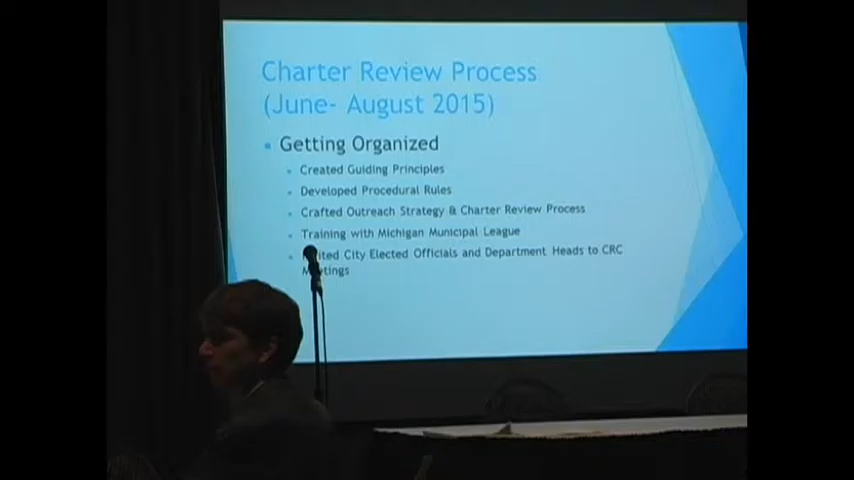 Charter Review Process
(June- August 2015)
Getting Organized
Created Guiding Principles
Developed Procedural Rules
Crafted Outreach Strategy & Charter Review Process
Training with Michigan Municipal League
City Elected Officials and Department Heads to CRC